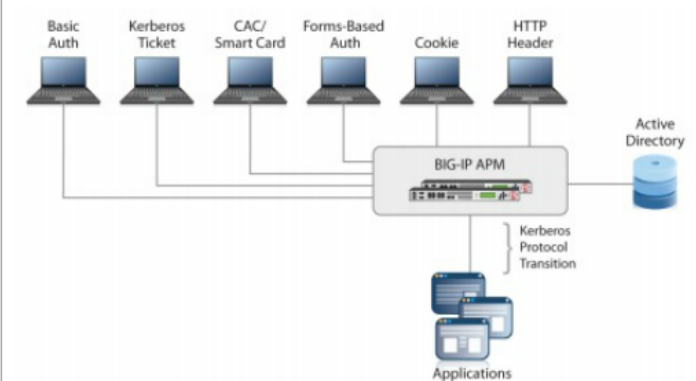 Basic
Auth
Kerberos
Ticket
CAC/
Smart Card
Forms-Based
Auth
Cookie
HTTP
Header
Active
Directory
BIG-IP APM
Kerberos
Protocol
Transition
Applications